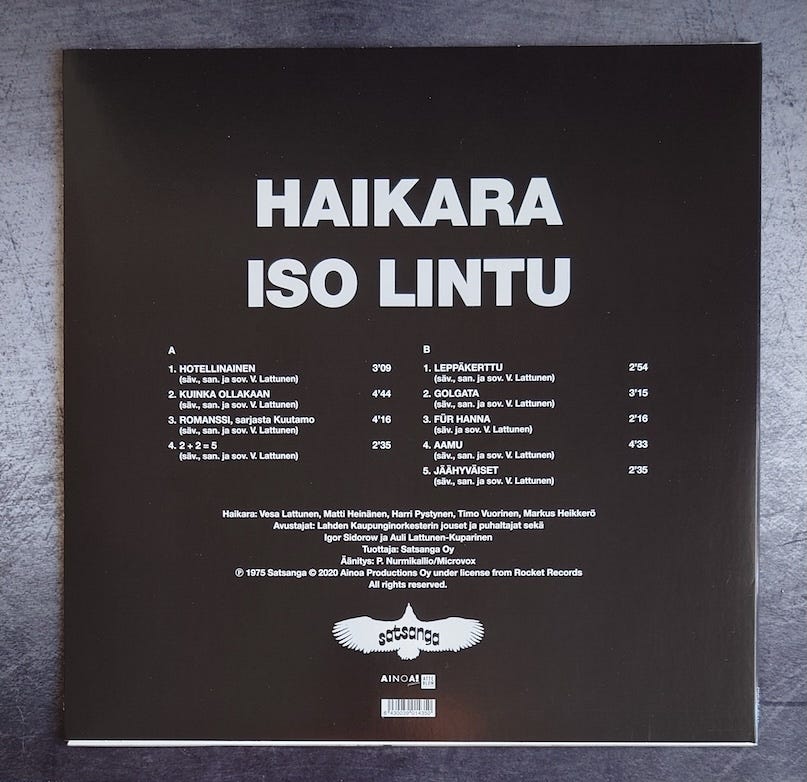 HAIKARA
ISO LINTU
A
1. HOTELLINAINEN 3'09
(säv., san. ja sov. V. Lattunen)
2. KUINKA OLLAKAAN 4'44
(säv., san. ja sov. V. Lattunen)
3. ROMANSSI, sarjasta Kuutamo 4'16
(säv., san. ja sov. V. Lattunen)
4. 2 + 2 = 5 2'35
(säv., san. ja sov. V. Lattunen)
B
1. LEPPÄKERTTU 2'54
(säv., san. ja sov. V. Lattunen)
2. GOLGATA 3'15
(säv., san. ja sov. V. Lattunen)
3. FÜR HANNA 2'16
(säv. ja sov. V. Lattunen)
4. AAMU 4'33
(säv., san. ja sov. V. Lattunen)
5. JÄÄHYVÄISET 2'35
(säv., san. ja sov. V. Lattunen)
Haikara: Vesa Lattunen, Matti Heinänen, Harri Pystynen, Timo Vuorinen, Markus Heikkerö
Avustajat: Lahden Kaupunginorkesterin jouset ja puhaltajat sekä
Igor Sidorow ja Auli Lattunen-Kuparinen
Tuottaja: Satsanga Oy
Äänitys: P. Nurmikallio/Microvox
℗ 1975 Satsanga © 2020 Ainoa Productions Oy under license from Rocket Records
All rights reserved.
satsanga
AINOA! ATTE BLOM
6 430039 014350